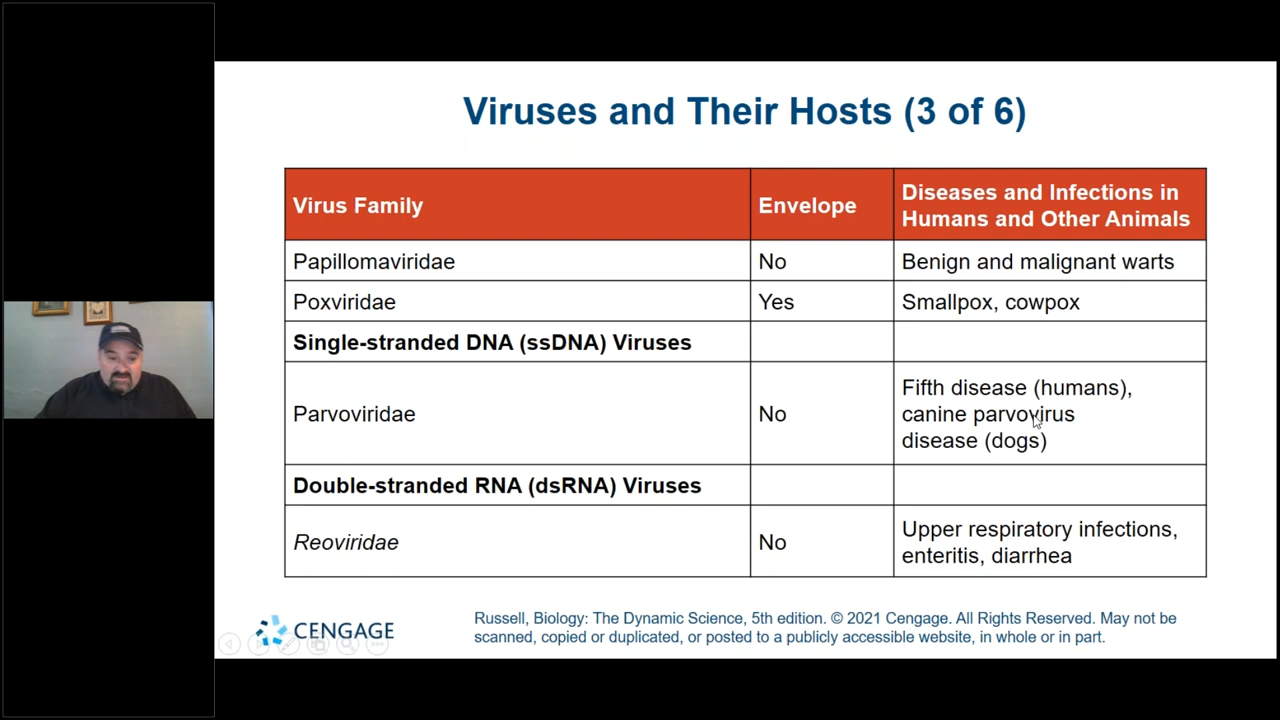 Viruses and Their Hosts (3 of 6)
Virus Family
Envelope
Diseases and Infections in
Humans and Other Animals
Papillomaviridae
No
Benign and malignant warts
Poxviridae
Yes
Smallpox, cowpox
Single-stranded DNA (ssDNA) Viruses
Parvoviridae
No
Fifth disease (humans),
canine parvovirus
disease (dogs)
Double-stranded RNA (dsRNA) Viruses
Reoviridae
No
Upper respiratory infections,
enteritis, diarrhea
CENGAGE
Russell, Biology: The Dynamic Science, 5th edition. © 2021 Cengage. All Rights Reserved. May not be
scanned, copied or duplicated, or posted to a publicly accessible website, in whole or in part.